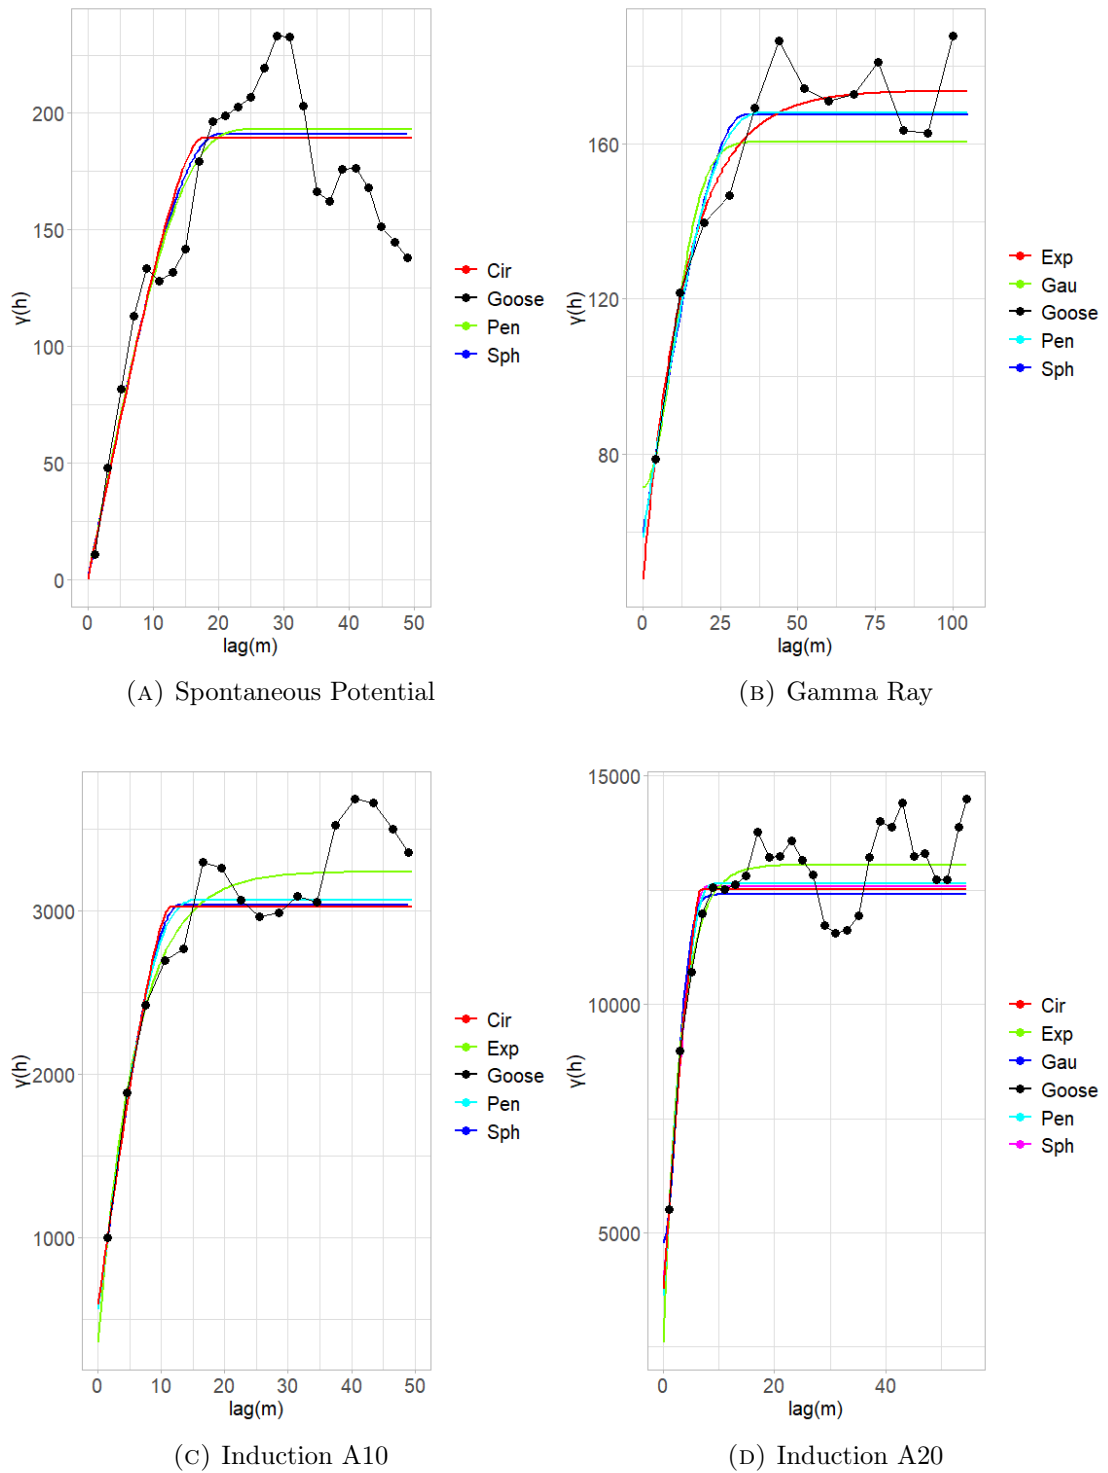 200
150
100
50
0
γ(h)
0 10 20 30 40 50
lag(m)
Cir
Goose
Pen
Sph
(A) Spontaneous Potential
160
120
80
γ(h)
0 25 50 75 100
lag(m)
Exp
Gau
Goose
Pen
Sph
(B) Gamma Ray
3000
2000
1000
γ(h)
0 10 20 30 40 50
lag(m)
Cir
Exp
Goose
Pen
Sph
(C) Induction A10
15000
10000
5000
γ(h)
0 20 40
lag(m)
Cir
Exp
Gau
Goose
Pen
Sph
(D) Induction A20